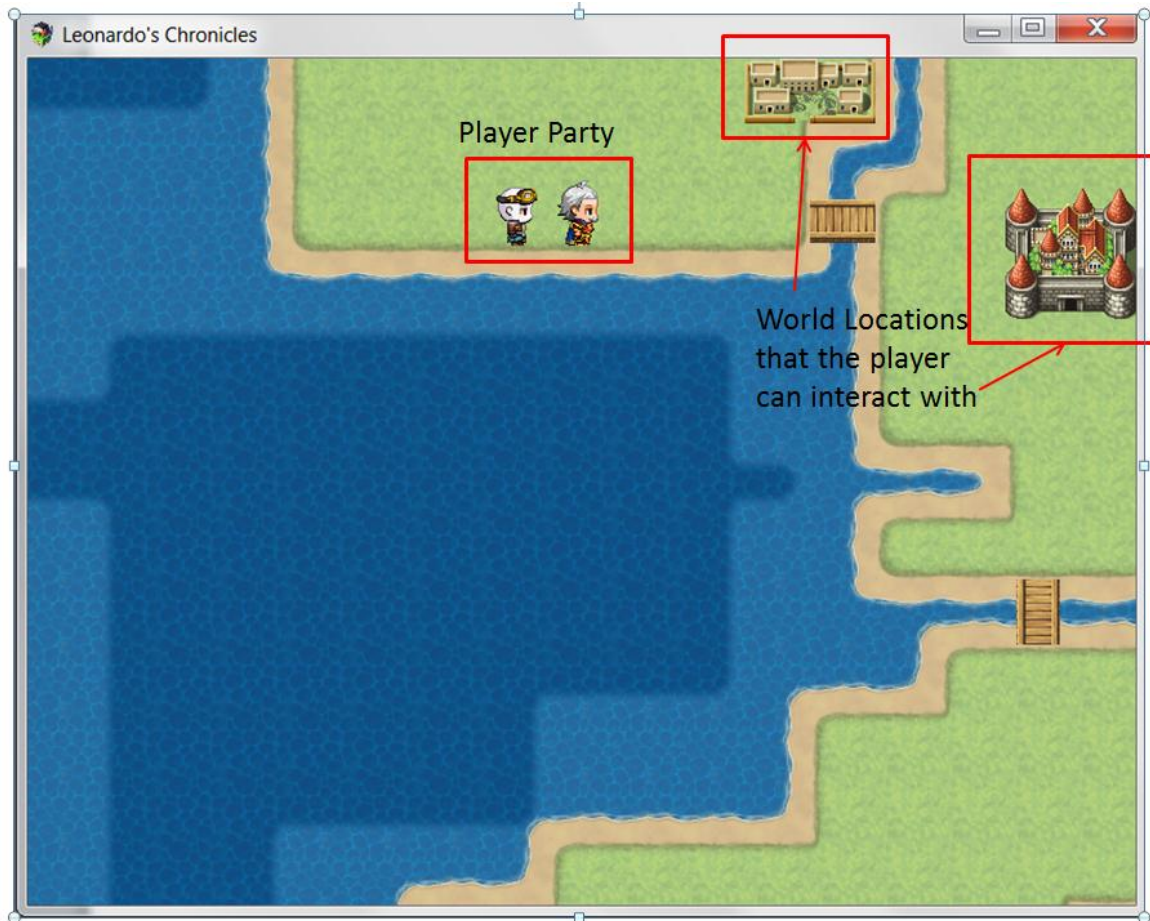 Leonardo's Chronicles
Player Party
World Locations
that the player
can interact with